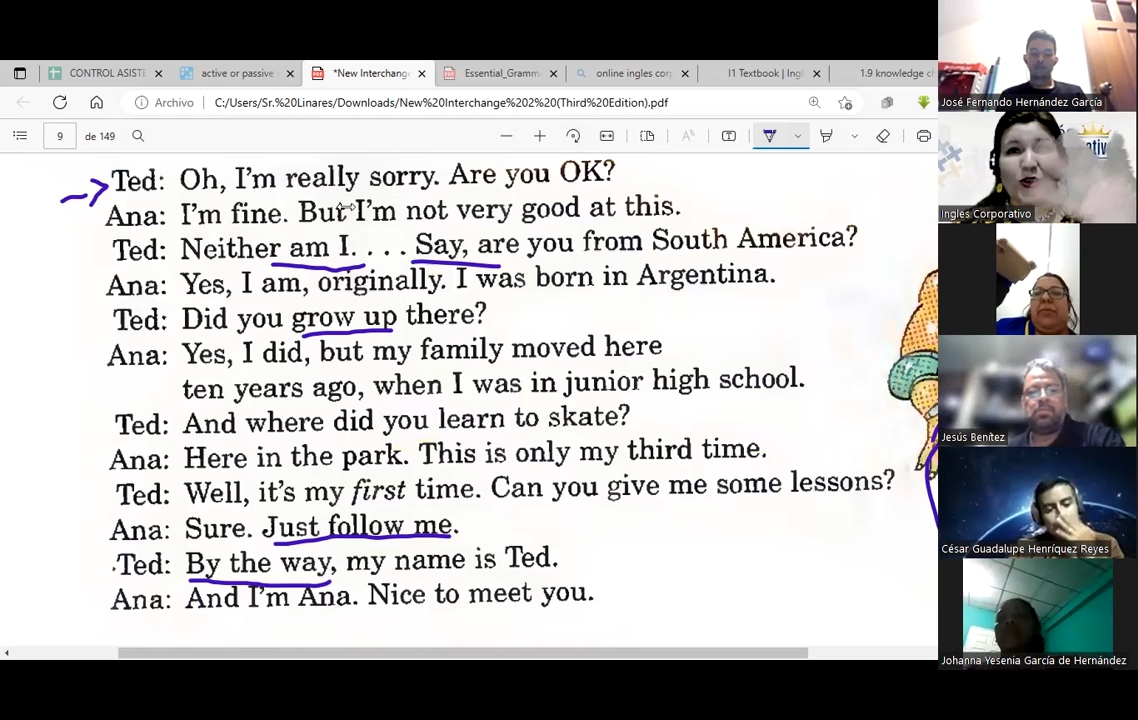 CONTROL ASISTI
active or passive
*New Interchange
Essential_Gramm
online ingles corp
I1 Textbook | Ingl
1.9 knowledge ch
Archivo
C:/Users/Sr.%20Linares/Downloads/New%20Interchange%202%20(Third%20Edition).pdf
9
de 149
Ted: Oh, I'm really sorry. Are you OK?
Ana: I'm fine. But I'm not very good at this.
Ted: Neither am I. . . . Say, are you from South America?
Ana: Yes, I am, originally. I was born in Argentina.
Ted: Did you grow up there?
Ana: Yes, I did, but my family moved here
ten years ago, when I was in junior high school.
Ted: And where did you learn to skate?
Ana: Here in the park. This is only my third time.
Ted: Well, it's my first time. Can you give me some lessons?
Ana: Sure. Just follow me.
Ted: By the way, my name is Ted.
Ana: And I'm Ana. Nice to meet you.
José Fernando Hernández García
Ingles Corporativo
Jesús Benítez
César Guadalupe Henríquez Reyes
Johanna Yesenia García de Hernández